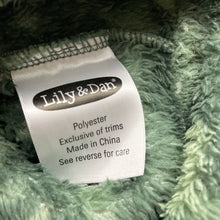 Lily & Dan
Polyester
Exclusive of trims
Made in China
See reverse for care